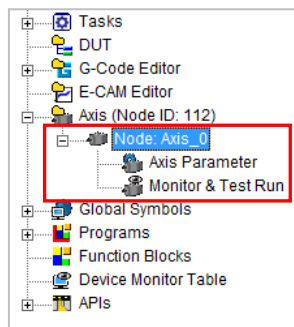 Tasks
DUT
G-Code Editor
E-CAM Editor
Axis (Node ID: 112)
Node: Axis_0
Axis Parameter
Monitor & Test Run
Global Symbols
Programs
Function Blocks
Device Monitor Table
APIs